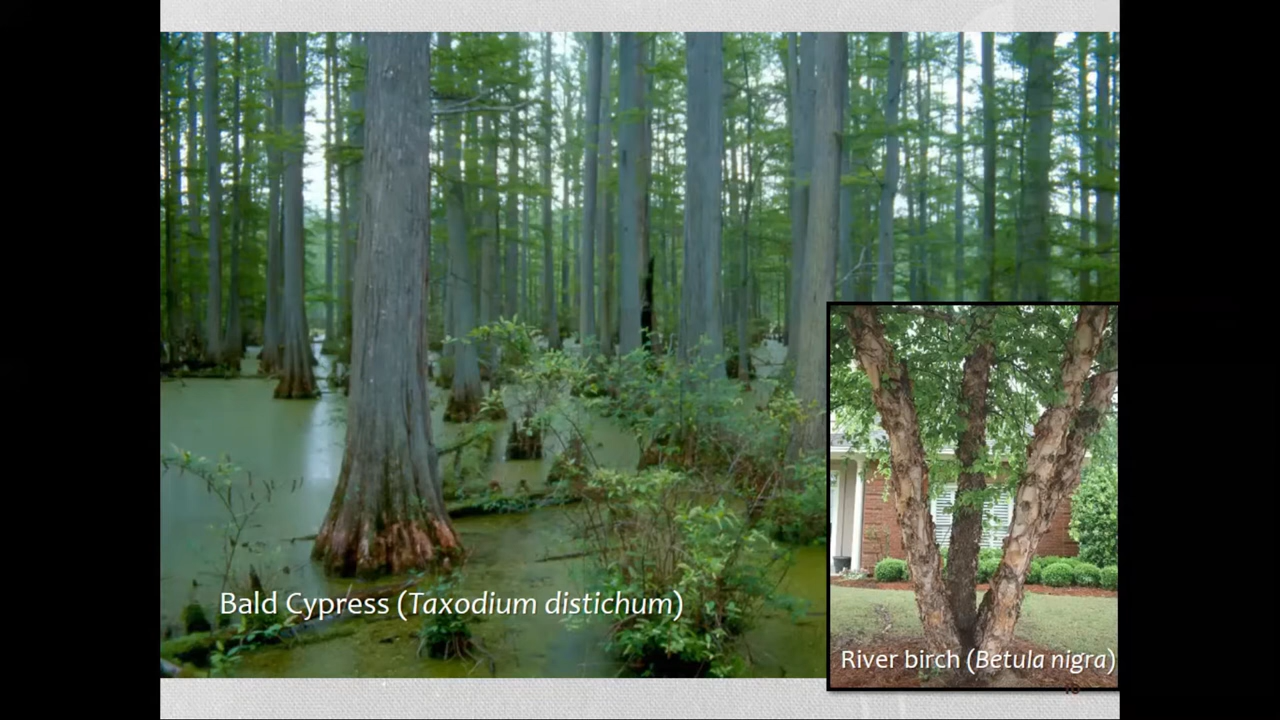 Bald Cypress (Taxodium distichum)
River birch (Betula nigra)